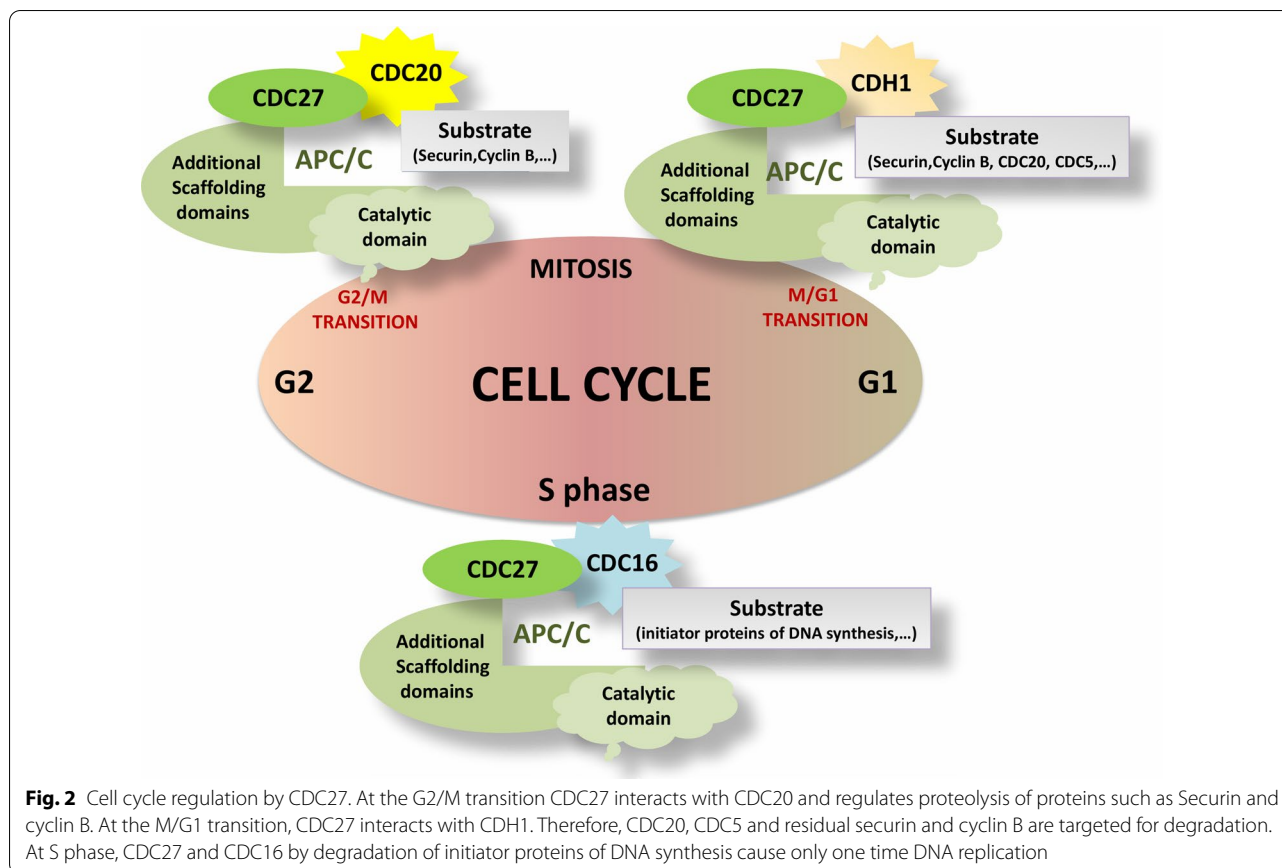 CDC20
CDC27
Substrate
(Securin,Cyclin B,...)
APC/C
Additional
Scaffolding
domains
Catalytic
domain
CDH1
CDC27
Substrate
(Securin,Cyclin B, CDC20, CDC5,...)
APC/C
Additional
Scaffolding
domains
Catalytic
domain
MITOSIS
G2/M
TRANSITION
M/G1
TRANSITION
G2
CELL CYCLE
G1
S phase
CDC27
CDC16
Substrate
(initiator proteins of DNA synthesis,...)
APC/C
Additional
Scaffolding
domains
Catalytic
domain
Fig. 2 Cell cycle regulation by CDC27. At the G2/M transition CDC27 interacts with CDC20 and regulates proteolysis of proteins such as Securin and
cyclin B. At the M/G1 transition, CDC27 interacts with CDH1. Therefore, CDC20, CDC5 and residual securin and cyclin B are targeted for degradation.
At S phase, CDC27 and CDC16 by degradation of initiator proteins of DNA synthesis cause only one time DNA replication